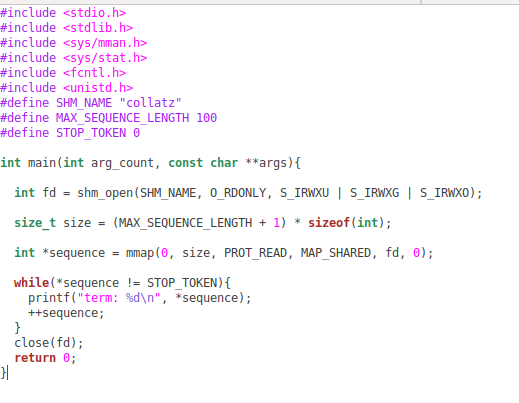 #include <stdio.h>
#include <stdlib.h>
#include <sys/mman.h>
#include <sys/stat.h>
#include <fcntl.h>
#include <unistd.h>
#define SHM_NAME "collatz"
#define MAX_SEQUENCE_LENGTH 100
#define STOP_TOKEN 0
int main(int arg_count, const char **args){
int fd = shm_open(SHM_NAME, O_RDONLY, S_IRWXU | S_IRWXG | S_IRWXO);
size_t size = (MAX_SEQUENCE_LENGTH + 1) * sizeof(int);
int *sequence = mmap(0, size, PROT_READ, MAP_SHARED, fd, 0);
while(*sequence != STOP_TOKEN){
printf("term: %d\n", *sequence);
++sequence;
}
close(fd);
return 0;
}